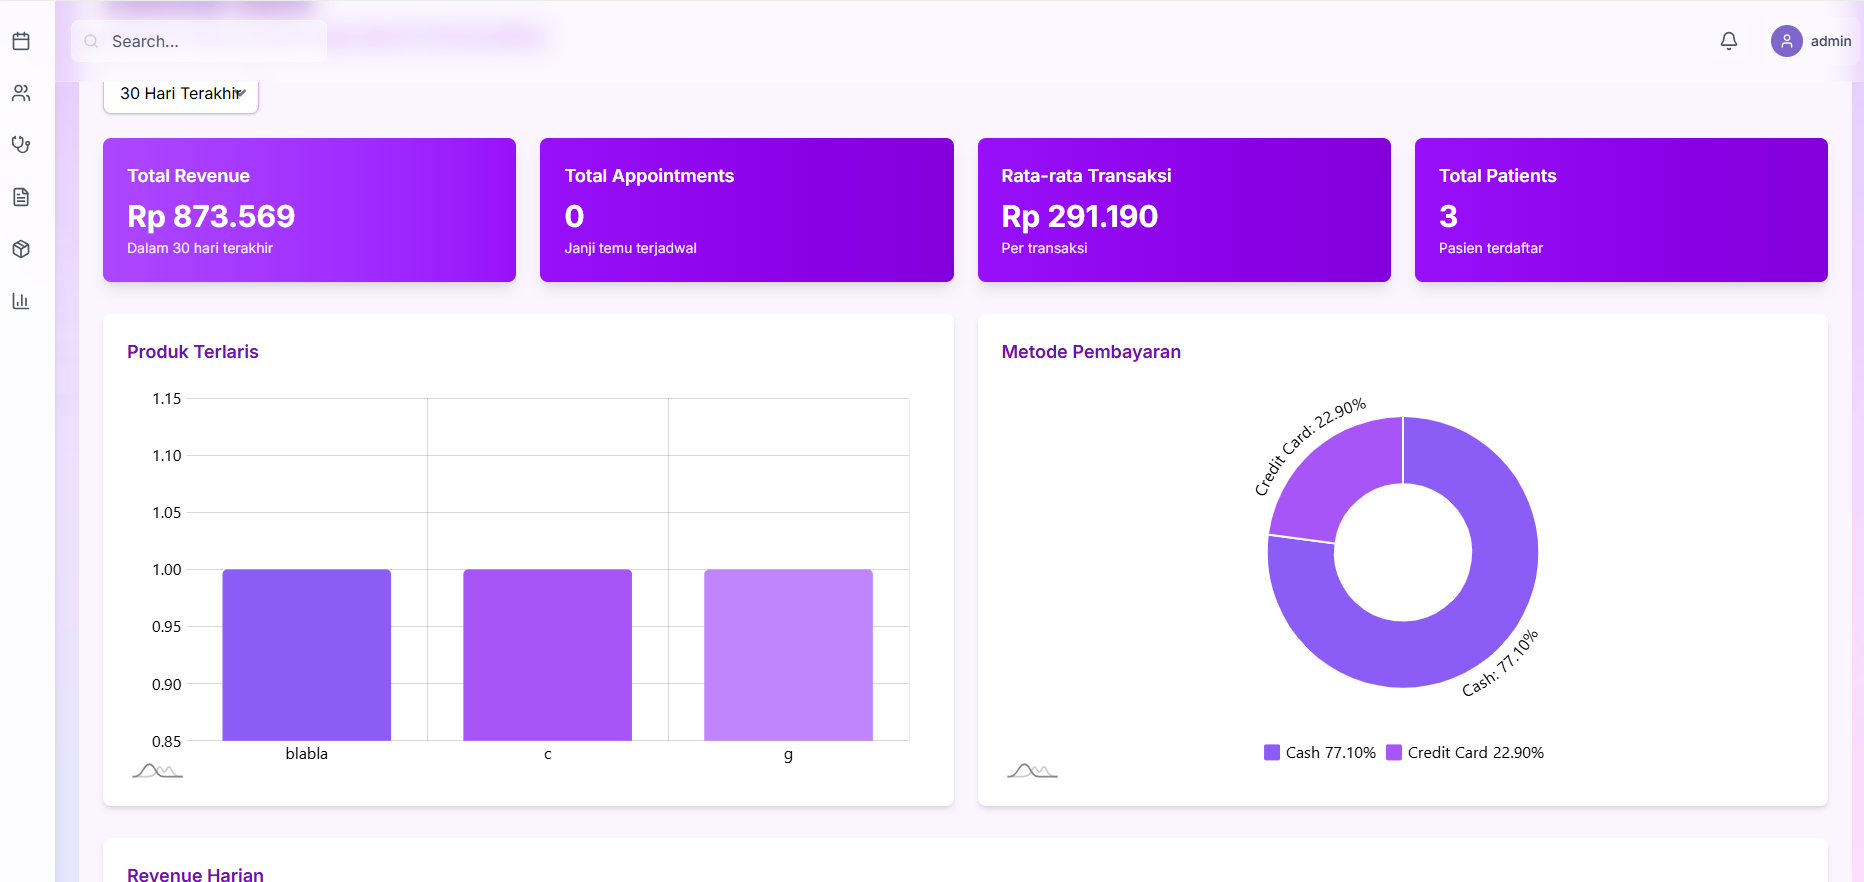 Search...
admin
30 Hari Terakhir
Total Revenue
Rp 873.569
Dalam 30 hari terakhir
Total Appointments
0
Janji temu terjadwal
Rata-rata Transaksi
Rp 291.190
Per transaksi
Total Patients
3
Pasien terdaftar
Produk Terlaris
1.15
1.10
1.05
1.00
0.95
0.90
0.85
blabla
c
g
Metode Pembayaran
Credit Card: 22.90%
Cash: 77.10%
Cash 77.10%
Credit Card 22.90%
Revenue Harian